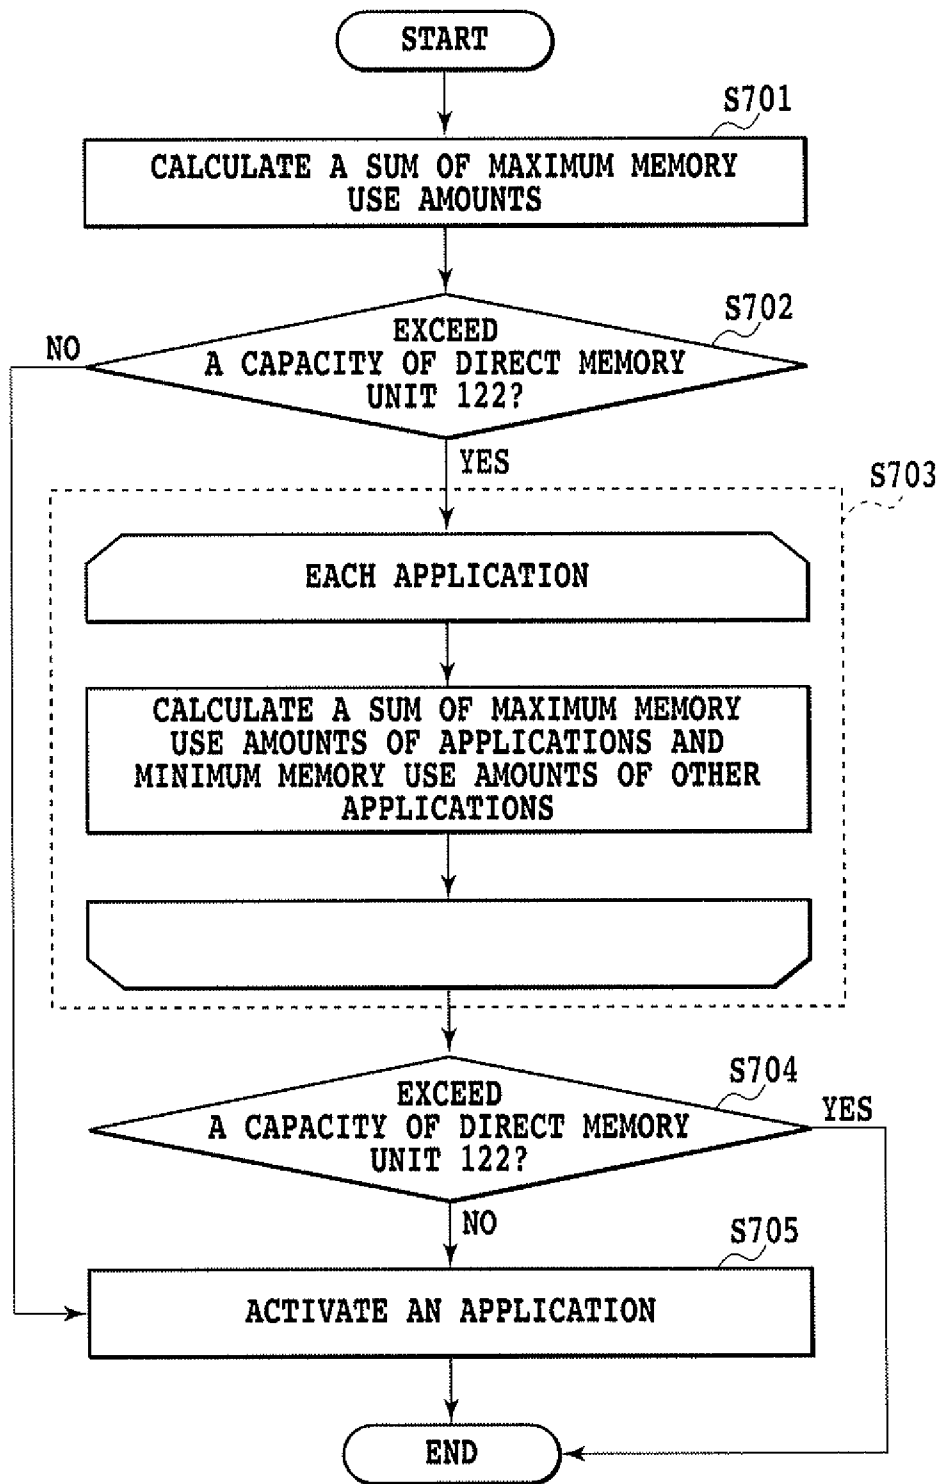 START
S701
CALCULATE A SUM OF MAXIMUM MEMORY
USE AMOUNTS
S702
NO
EXCEED
A CAPACITY OF DIRECT MEMORY
UNIT 122?
YES
S703
EACH APPLICATION
CALCULATE A SUM OF MAXIMUM MEMORY
USE AMOUNTS OF APPLICATIONS AND
MINIMUM MEMORY USE AMOUNTS OF OTHER
APPLICATIONS
S704
EXCEED
A CAPACITY OF DIRECT MEMORY
UNIT 122?
YES
NO
S705
ACTIVATE AN APPLICATION
END